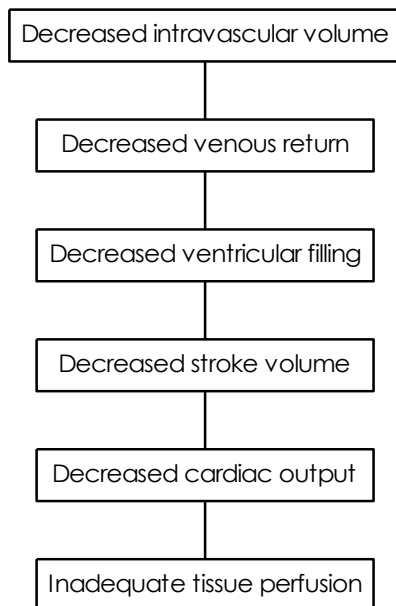 Decreased intravascular volume
Decreased venous return
Decreased ventricular filling
Decreased stroke volume
Decreased cardiac output
Inadequate tissue perfusion